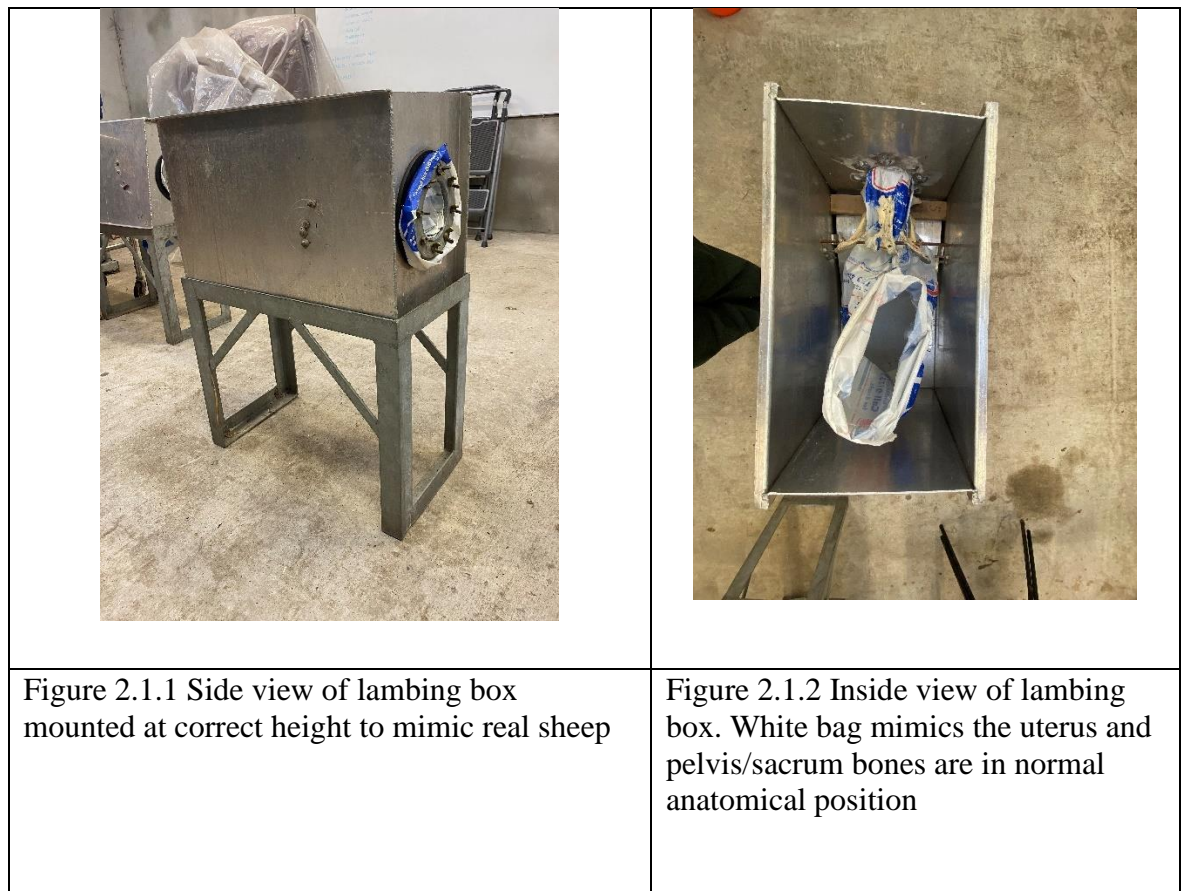 Figure 2.1.1 Side view of lambing box
mounted at correct height to mimic real sheep
Figure 2.1.2 Inside view of lambing
box. White bag mimics the uterus and
pelvis/sacrum bones are in normal
anatomical position